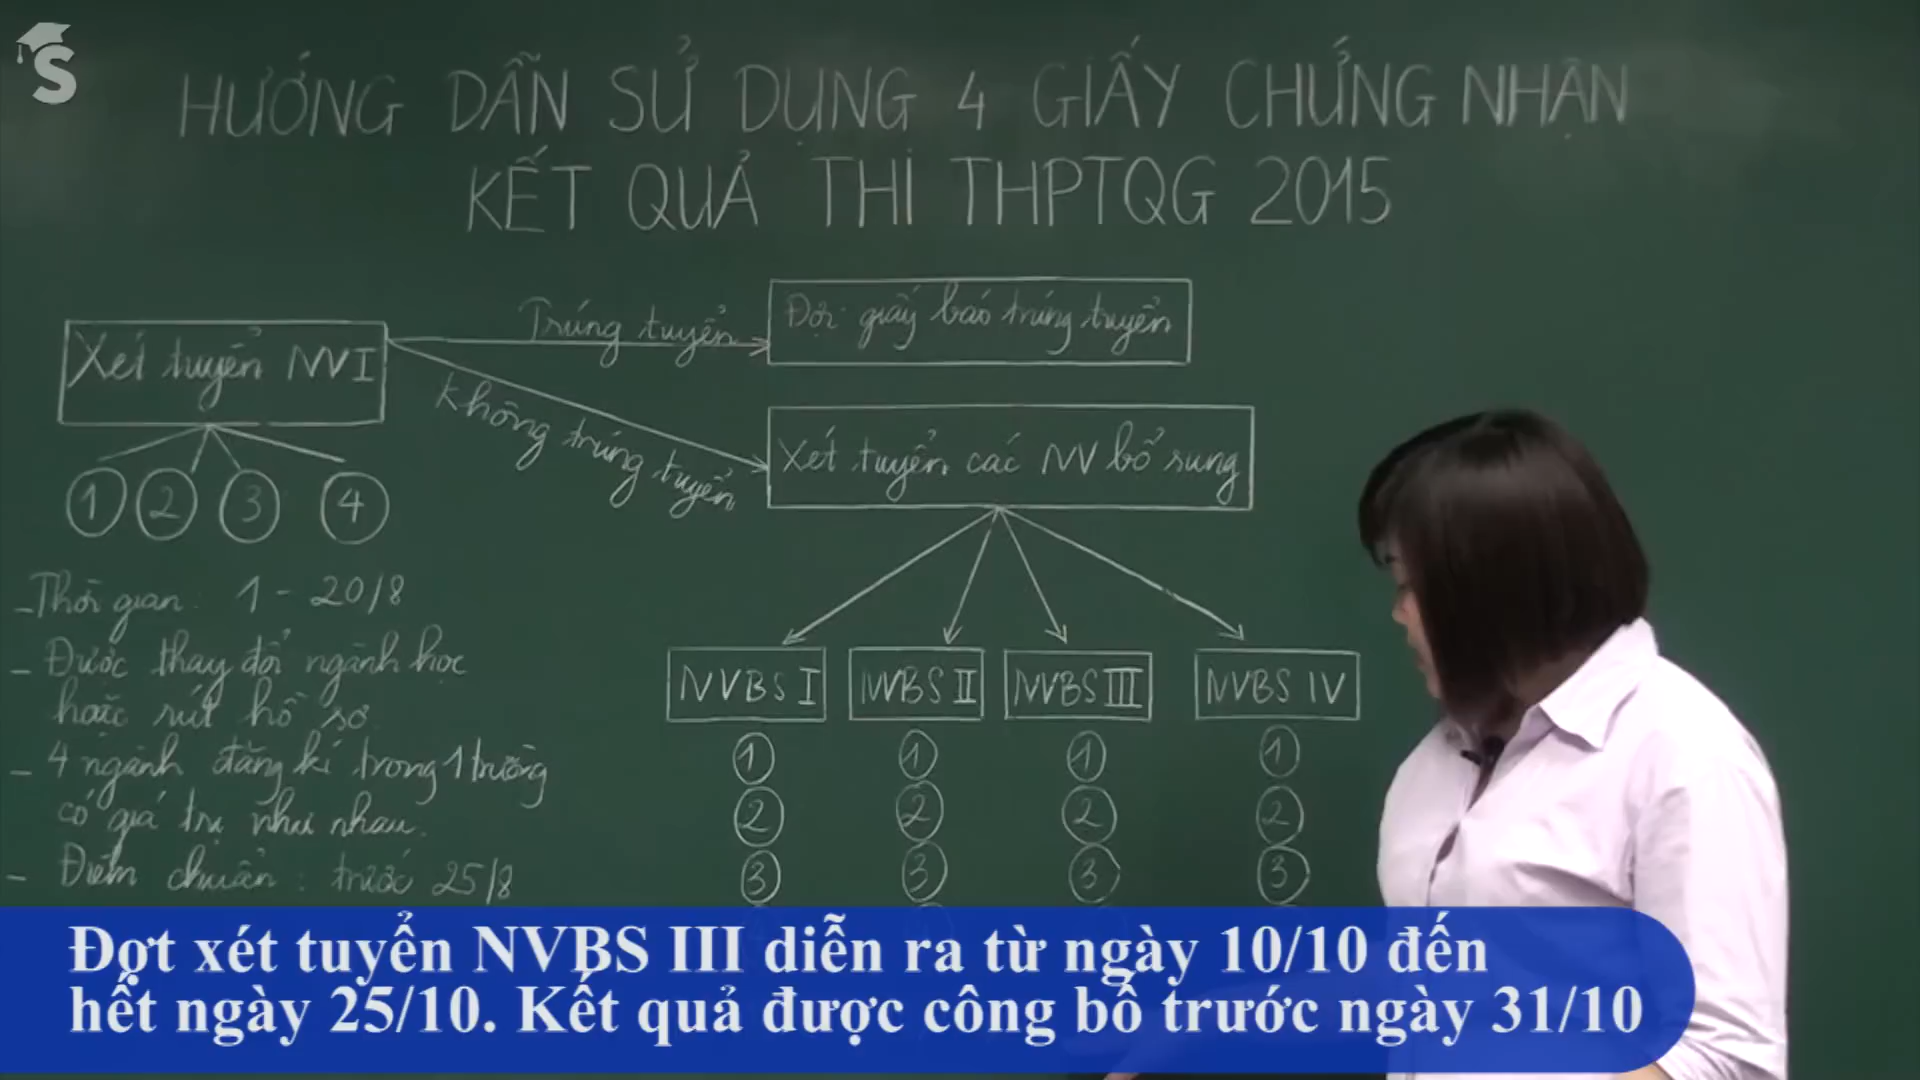 S
HƯỚNG DẪN SỬ DỤNG 4 GIẤY CHỨNG NHẬN
KẾT QUẢ THI THPTQG 2015
Xét tuyển NVI
Trúng tuyển
Đợi giấy báo trúng tuyển
Không trúng tuyển
Xét tuyển các NV bổ sung
1 2 3 4
- Thời gian: 1 - 20/8
- Được thay đổi ngành học
hoặc rút hồ sơ
- 4 ngành đăng kí trong 1 trường
có giá trị như nhau.
- Điểm chuẩn: trước 25/8
NVBS I NVBS II NVBS III NVBS IV
1 1 1 1
2 2 2 2
3 3 3 3
Đợt xét tuyển NVBS III diễn ra từ ngày 10/10 đến
hết ngày 25/10. Kết quả được công bố trước ngày 31/10